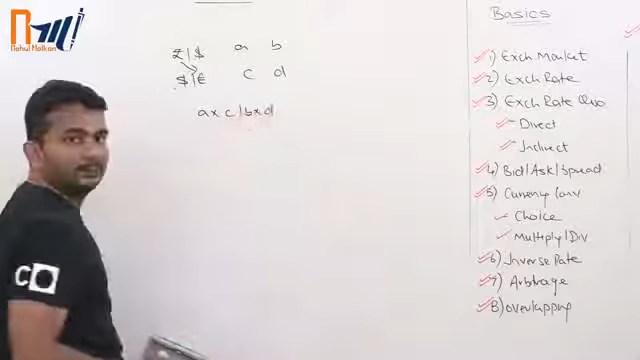 Rahul Malkan
₹|$ a b
$|€ c d
a x c | b x d
Basics
1) Exch Market
2) Exch Rate
3) Exch Rate Quo
Direct
Indirect
4) Bid/Ask/Spread
5) Currency Conv
Choice
Multiply/Div
6) Inverse Rate
7) Arbitrage
8) Overlapping
C